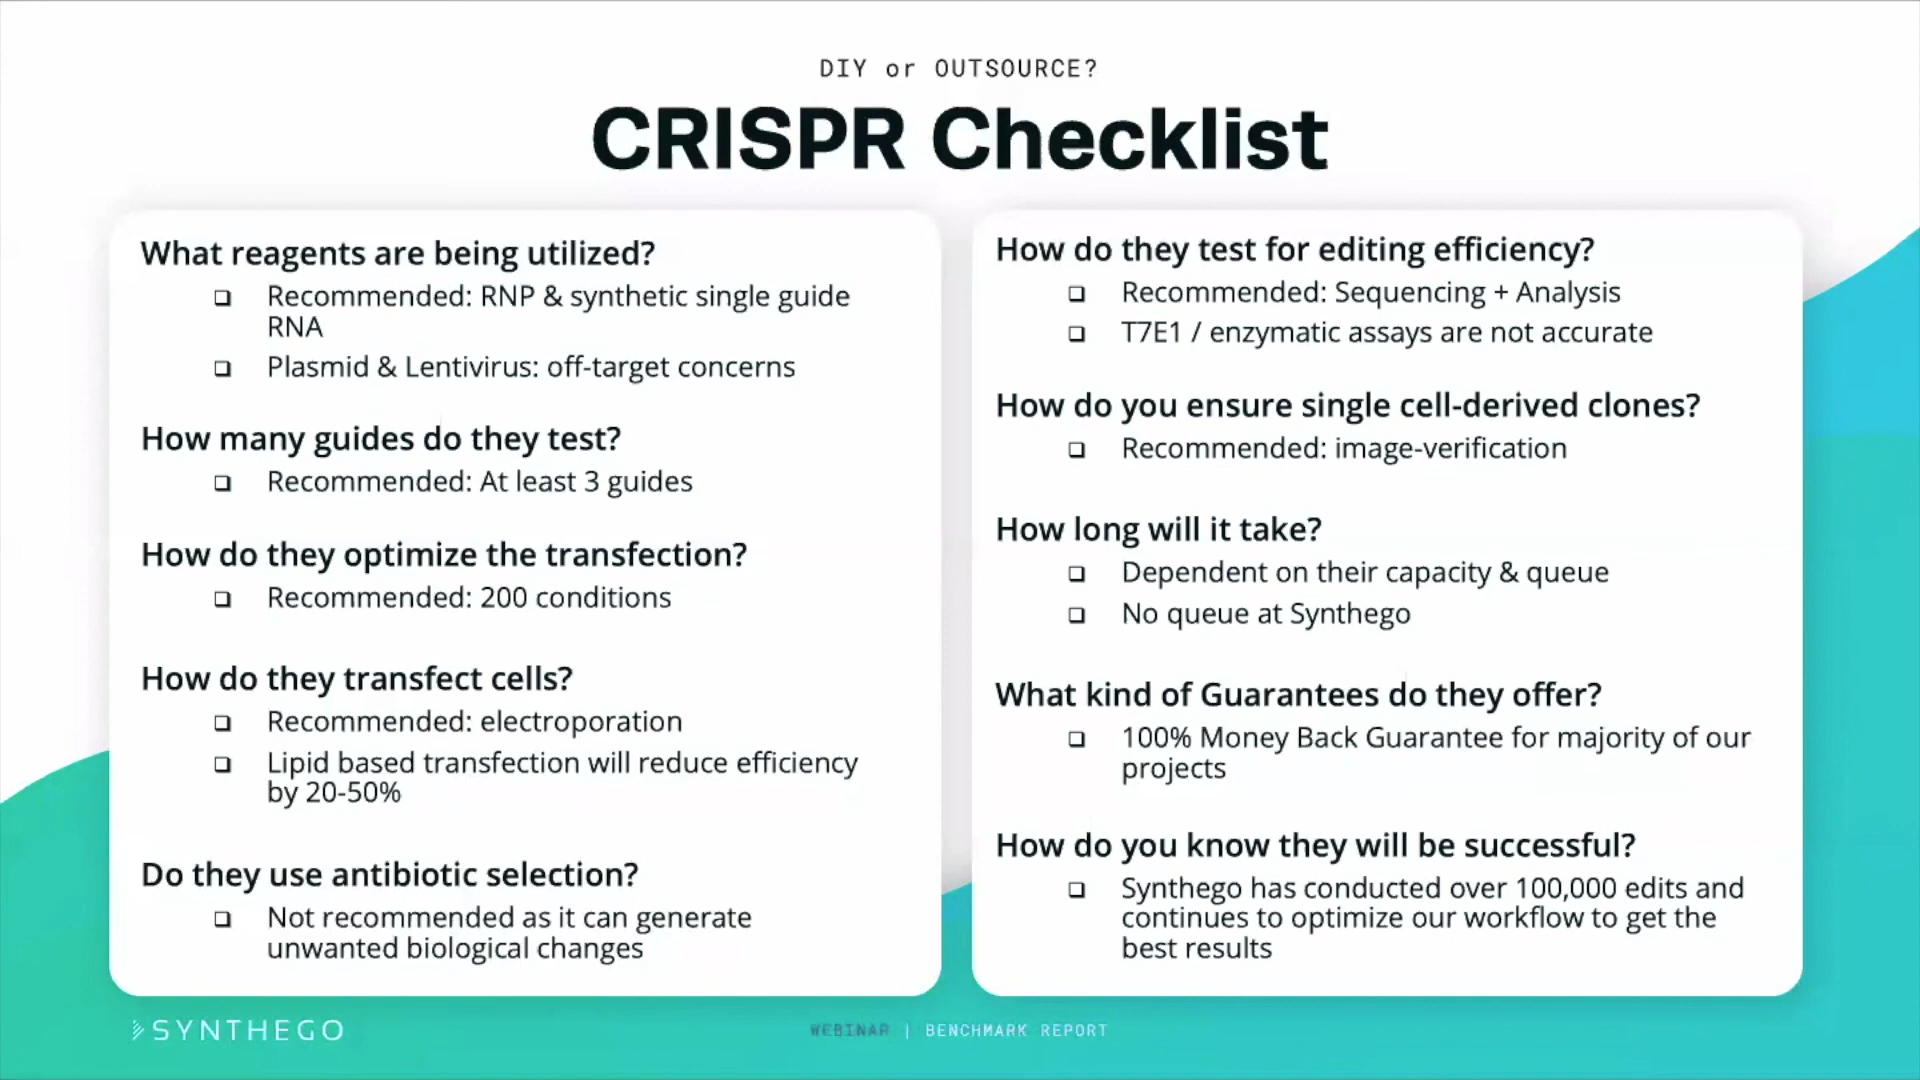 DIY or OUTSOURCE?
CRISPR Checklist
What reagents are being utilized?
❑ Recommended: RNP & synthetic single guide
RNA
❑ Plasmid & Lentivirus: off-target concerns
How many guides do they test?
❑ Recommended: At least 3 guides
How do they optimize the transfection?
❑ Recommended: 200 conditions
How do they transfect cells?
❑ Recommended: electroporation
❑ Lipid based transfection will reduce efficiency
by 20-50%
Do they use antibiotic selection?
❑ Not recommended as it can generate
unwanted biological changes
How do they test for editing efficiency?
❑ Recommended: Sequencing + Analysis
❑ T7E1 / enzymatic assays are not accurate
How do you ensure single cell-derived clones?
❑ Recommended: image-verification
How long will it take?
❑ Dependent on their capacity & queue
❑ No queue at Synthego
What kind of Guarantees do they offer?
❑ 100% Money Back Guarantee for majority of our
projects
How do you know they will be successful?
❑ Synthego has conducted over 100,000 edits and
continues to optimize our workflow to get the
best results
SYNTHEGO
WEBINAR | BENCHMARK REPORT